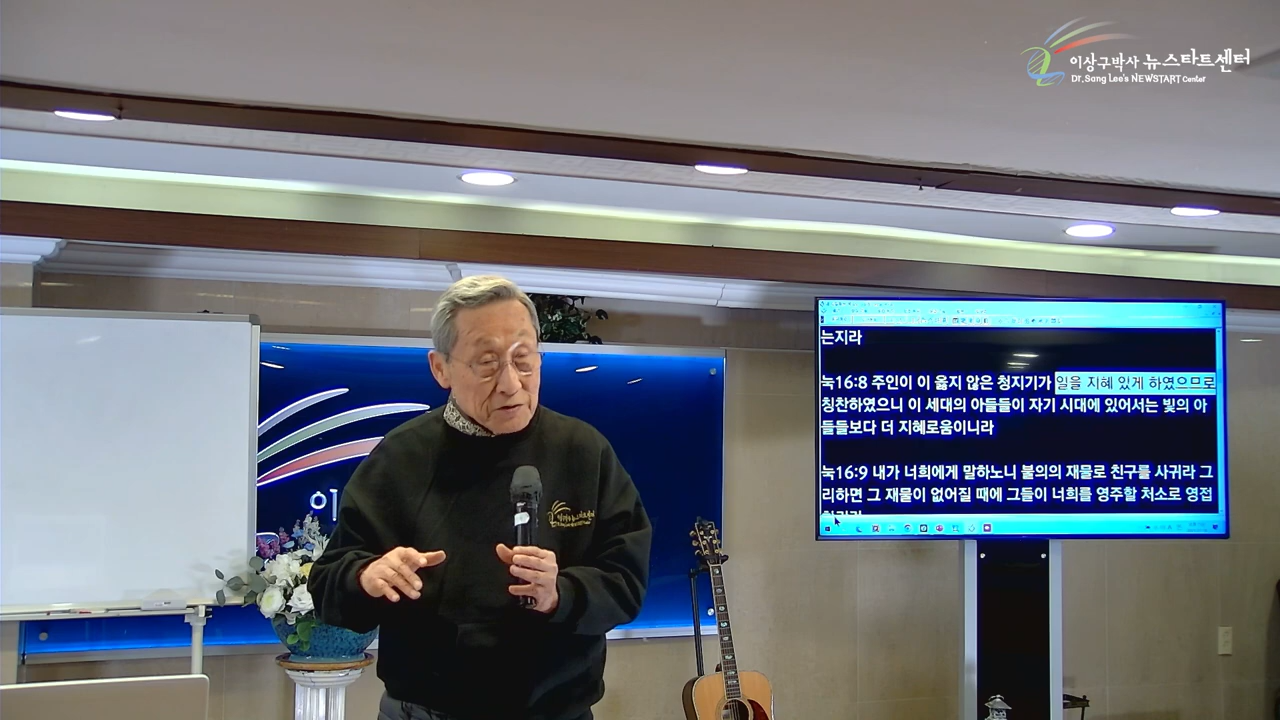 이상구박사 뉴스타트센터
Dr. Sang Lee's NEWSTART Center
는지라
눅16:8 주인이 이 옳지 않은 청지기가 일을 지혜 있게 하였으므로
칭찬하였으니 이 세대의 아들들이 자기 시대에 있어서는 빛의 아
들들보다 더 지혜로움이니라
눅16:9 내가 너희에게 말하노니 불의의 재물로 친구를 사귀라 그
리하면 그 재물이 없어질 때에 그들이 너희를 영주할 처소로 영접
이